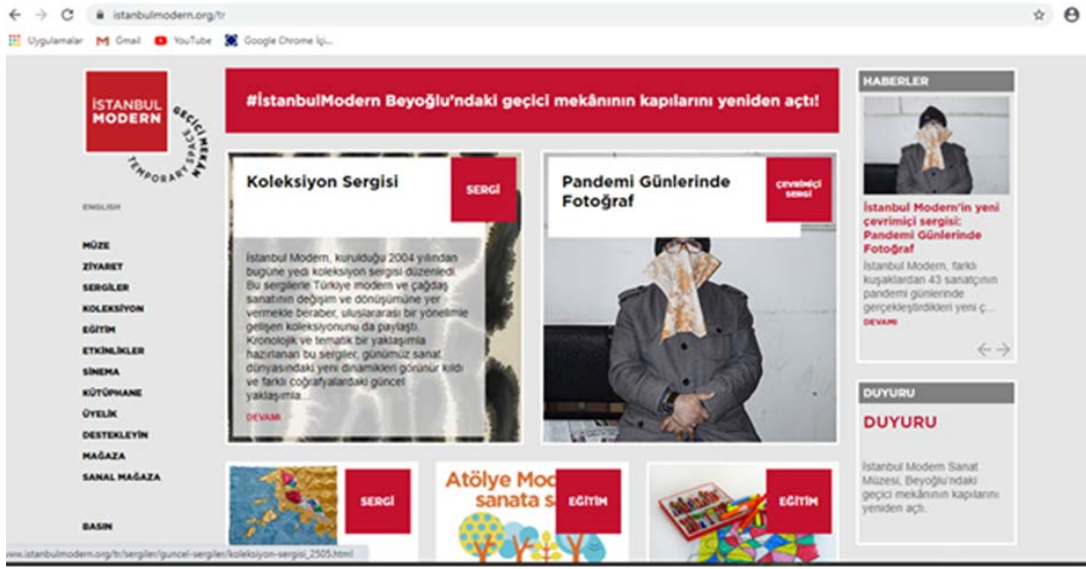 istanbulmodern.org/tr
Uygulamalar
Gmail
YouTube
Google Chrome İçi...
İSTANBUL
MODERN
GEÇİCİ MEKÂN
TEMPORARY SPACE
ENGLISH
MÜZE
ZİYARET
SERGİLER
KOLEKSİYON
EĞİTİM
ETKİNLİKLER
SİNEMA
KÜTÜPHANE
ÜYELİK
DESTEKLEYİN
MAĞAZA
SANAL MAĞAZA
BASIN
#İstanbulModern Beyoğlu'ndaki geçici mekânının kapılarını yeniden açtı!
Koleksiyon Sergisi
SERGİ
İstanbul Modern, kurulduğu 2004 yılından
bugüne yedi koleksiyon sergisi düzenledi.
Bu sergilerle Türkiye modern ve çağdaş
sanatının değişim ve dönüşümüne yer
vermekle beraber, uluslararası bir yönelimle
gelişen koleksiyonunu da paylaştı.
Kronolojik ve tematik bir yaklaşımla
hazırlanan bu sergiler, günümüz sanat
dünyasındaki yeni dinamikleri görünür kıldı
ve farklı coğrafyalardaki güncel
yaklaşımla...
DEVAMI
Pandemi Günlerinde
Fotoğraf
ÇEVRİMİÇİ
SERGİ
SERGİ
Atölye Mod
sanata s
EĞİTİM
EĞİTİM
HABERLER
İstanbul Modern'in yeni
çevrimiçi sergisi:
Pandemi Günlerinde
Fotoğraf
İstanbul Modern, farklı
kuşaklardan 43 sanatçının
pandemi günlerinde
gerçekleştirdikleri yeni ç...
DEVAMI
DUYURU
DUYURU
İstanbul Modern Sanat
Müzesi, Beyoğlu'ndaki
geçici mekânının kapılarını
yeniden açtı.
www.istanbulmodern.org/tr/sergiler/guncel-sergiler/koleksiyon-sergisi_2505.html